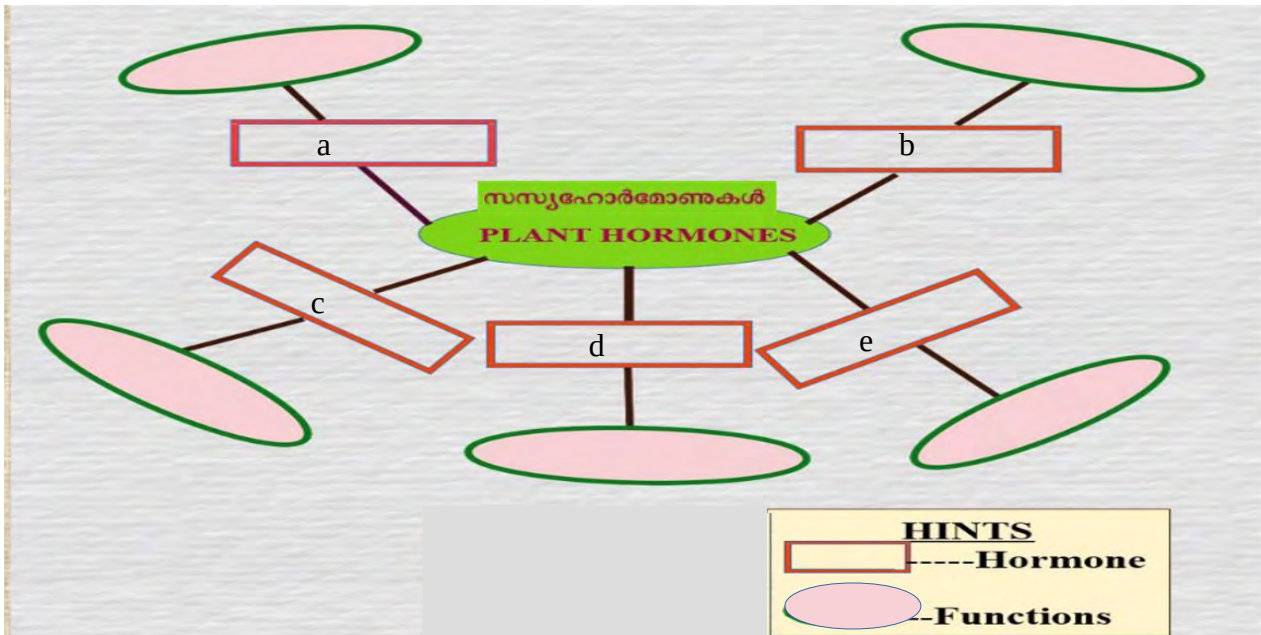 a
b
സസ്യഹോർമോണുകൾ
PLANT HORMONES
c
d
e
HINTS
-----Hormone
--Functions